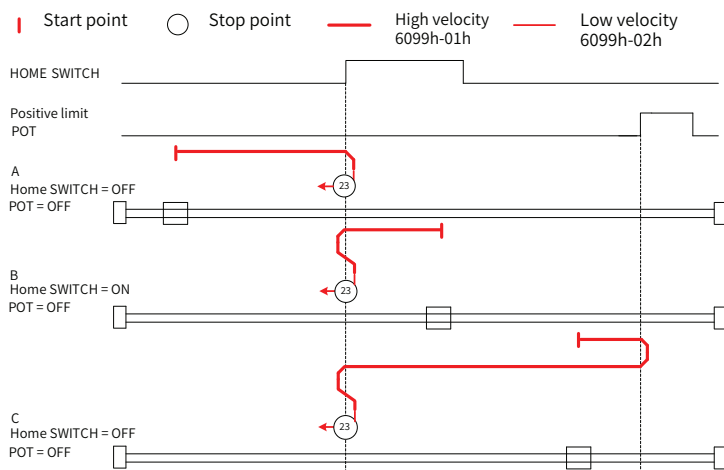 Start point
Stop point
High velocity
6099h-01h
Low velocity
6099h-02h
HOME SWITCH
Positive limit
POT
A
Home SWITCH = OFF
POT = OFF
23
B
Home SWITCH = ON
POT = OFF
23
C
Home SWITCH = OFF
POT = OFF
23